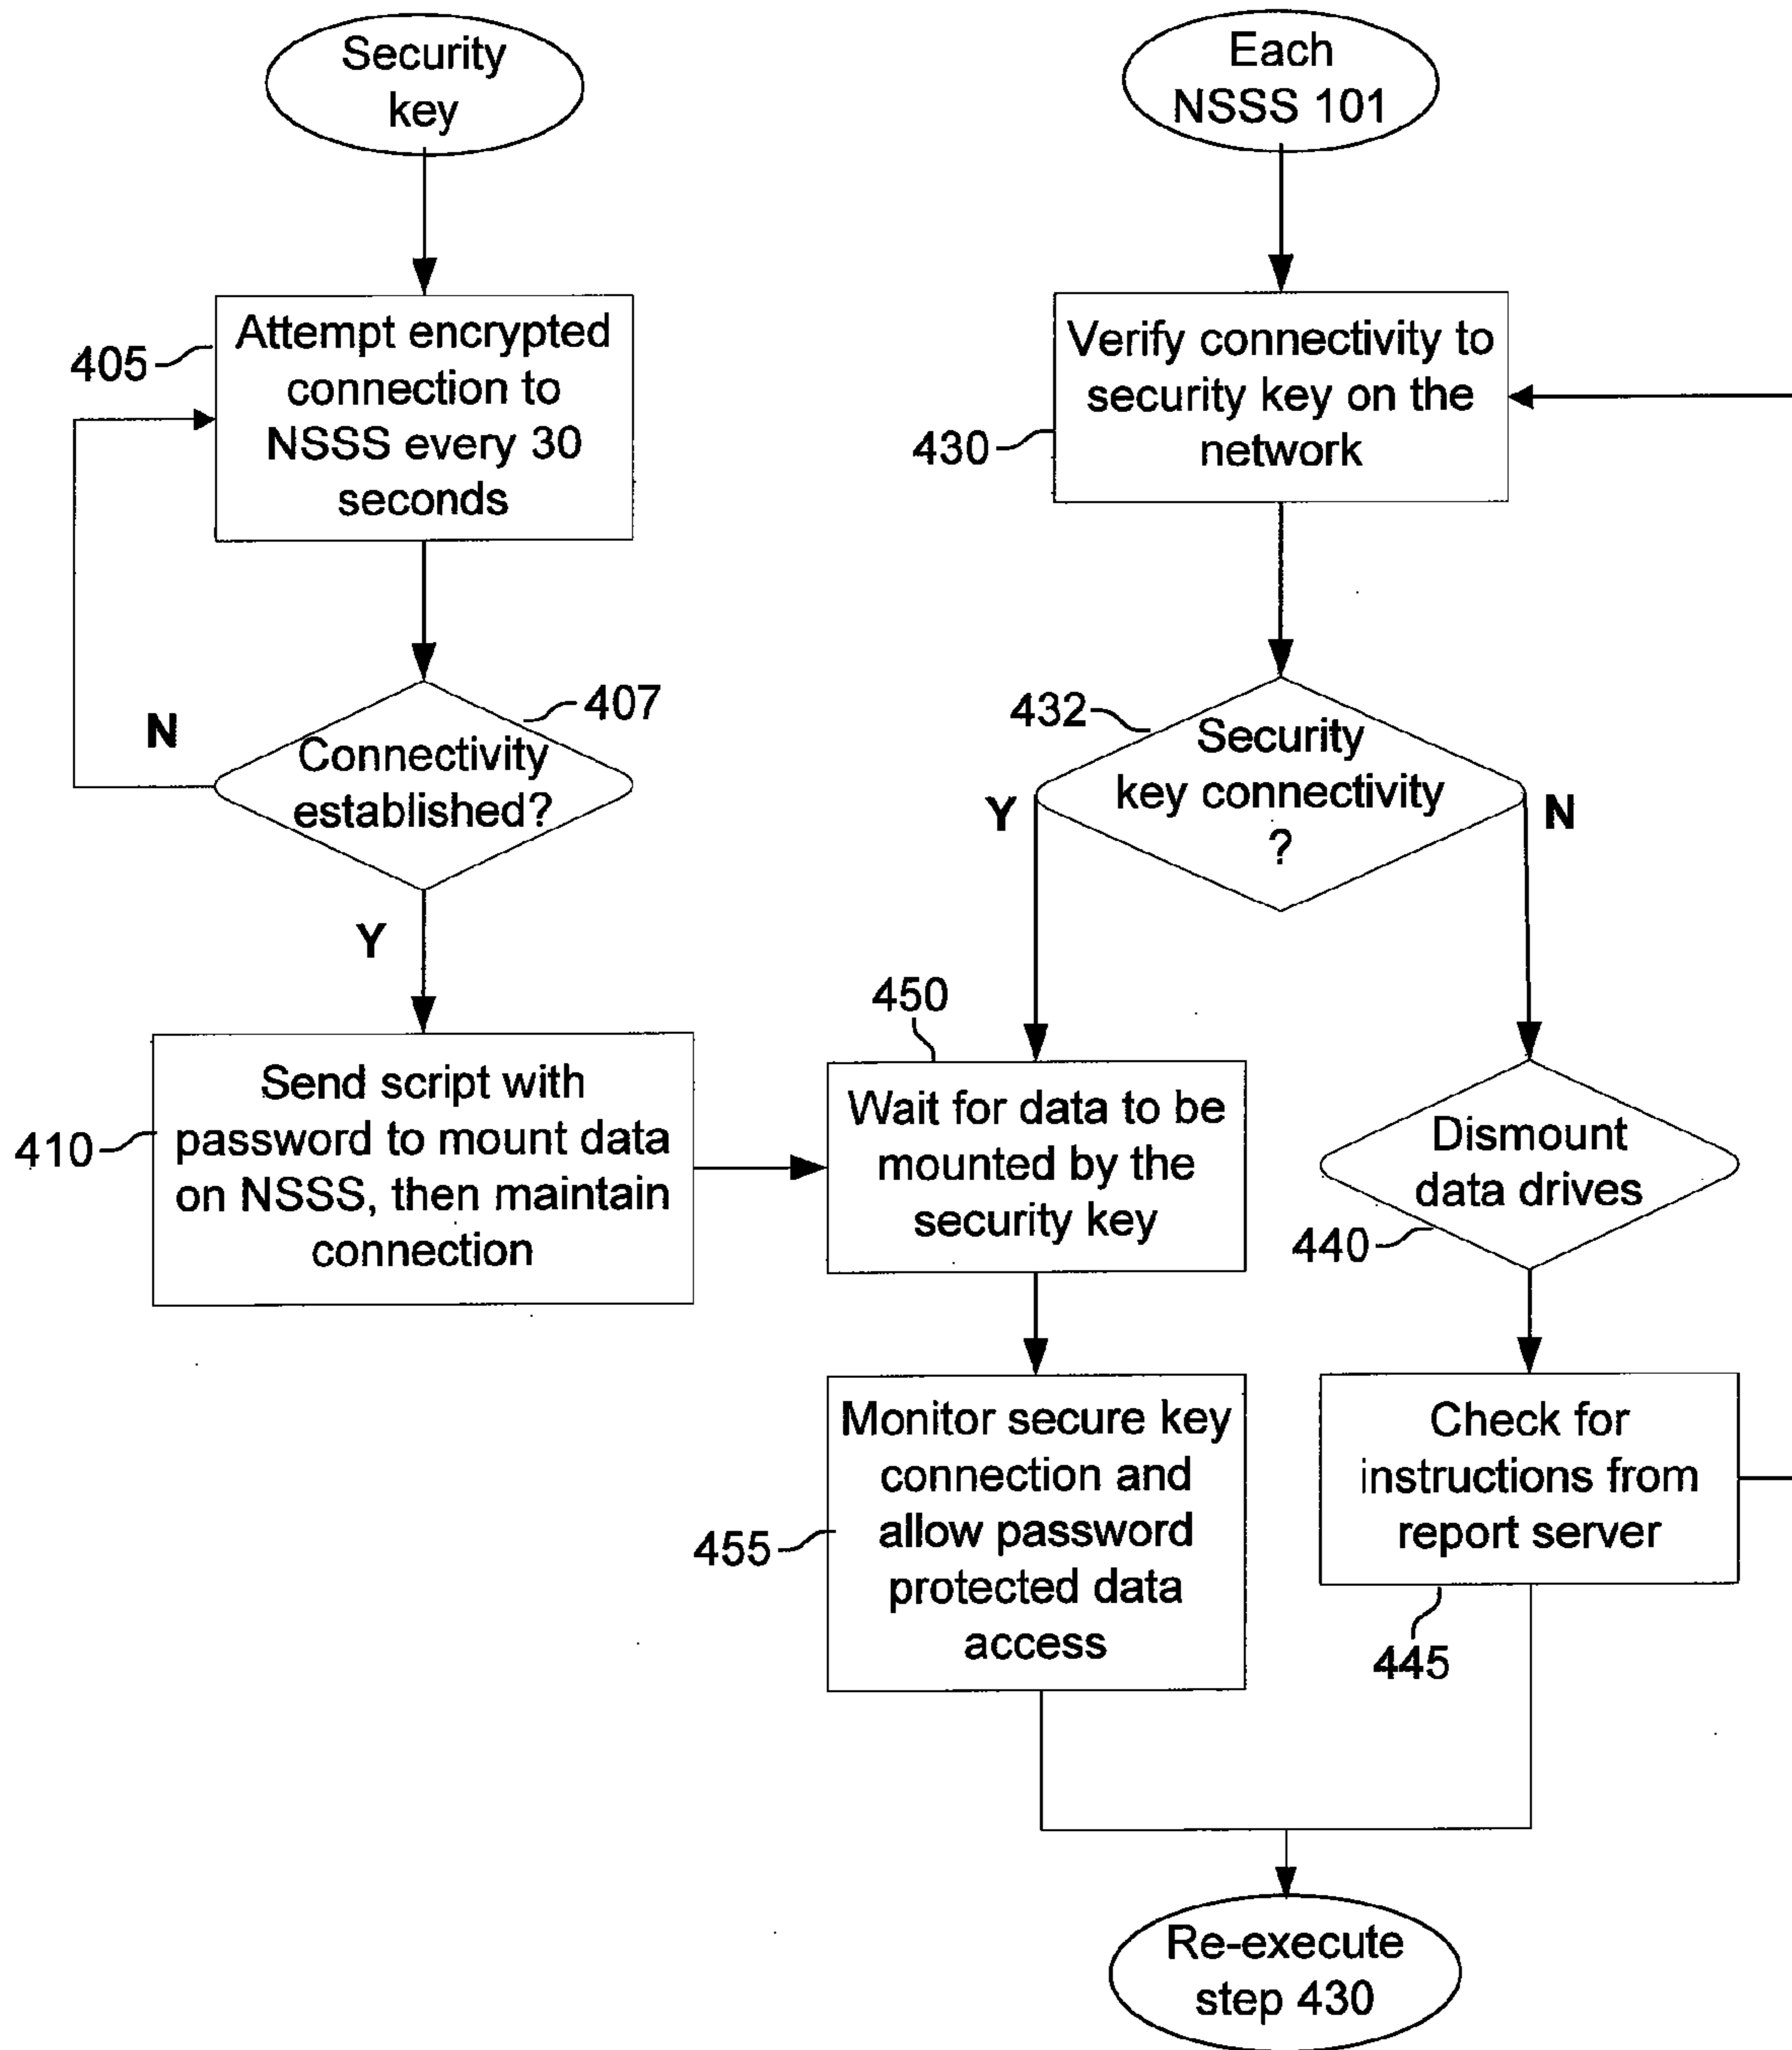 Security
key
Each
NSSS 101
405
Attempt encrypted
connection to
NSSS every 30
seconds
430
Verify connectivity to
security key on the
network
407
N
Connectivity
established?
Y
432
Security
key connectivity
?
Y
N
410
Send script with
password to mount data
on NSSS, then maintain
connection
450
Wait for data to be
mounted by the
security key
Dismount
data drives
440
455
Monitor secure key
connection and
allow password
protected data
access
Check for
instructions from
report server
445
Re-execute
step 430